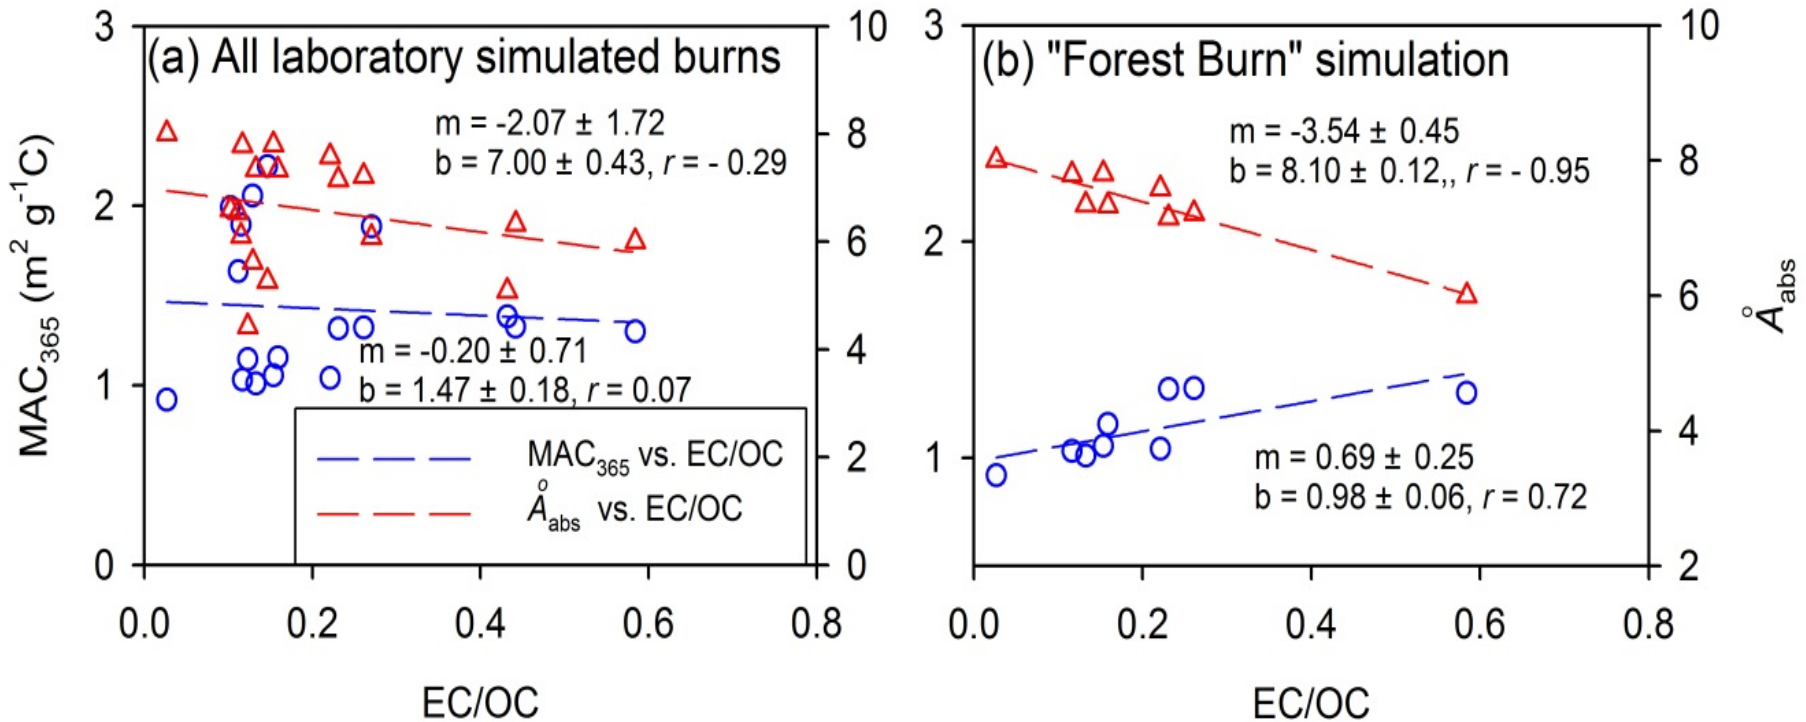 (a) All laboratory simulated burns
m = -2.07 ± 1.72
b = 7.00 ± 0.43, r = - 0.29
m = -0.20 ± 0.71
b = 1.47 ± 0.18, r = 0.07
MAC365 vs. EC/OC
Åabs vs. EC/OC
MAC365 (m2 g-1C)
3
2
1
0
10
8
6
4
2
0
0.0 0.2 0.4 0.6 0.8
EC/OC
(b) "Forest Burn" simulation
m = -3.54 ± 0.45
b = 8.10 ± 0.12,, r = - 0.95
m = 0.69 ± 0.25
b = 0.98 ± 0.06, r = 0.72
3
2
1
10
8
6
4
2
Åabs
0.0 0.2 0.4 0.6 0.8
EC/OC